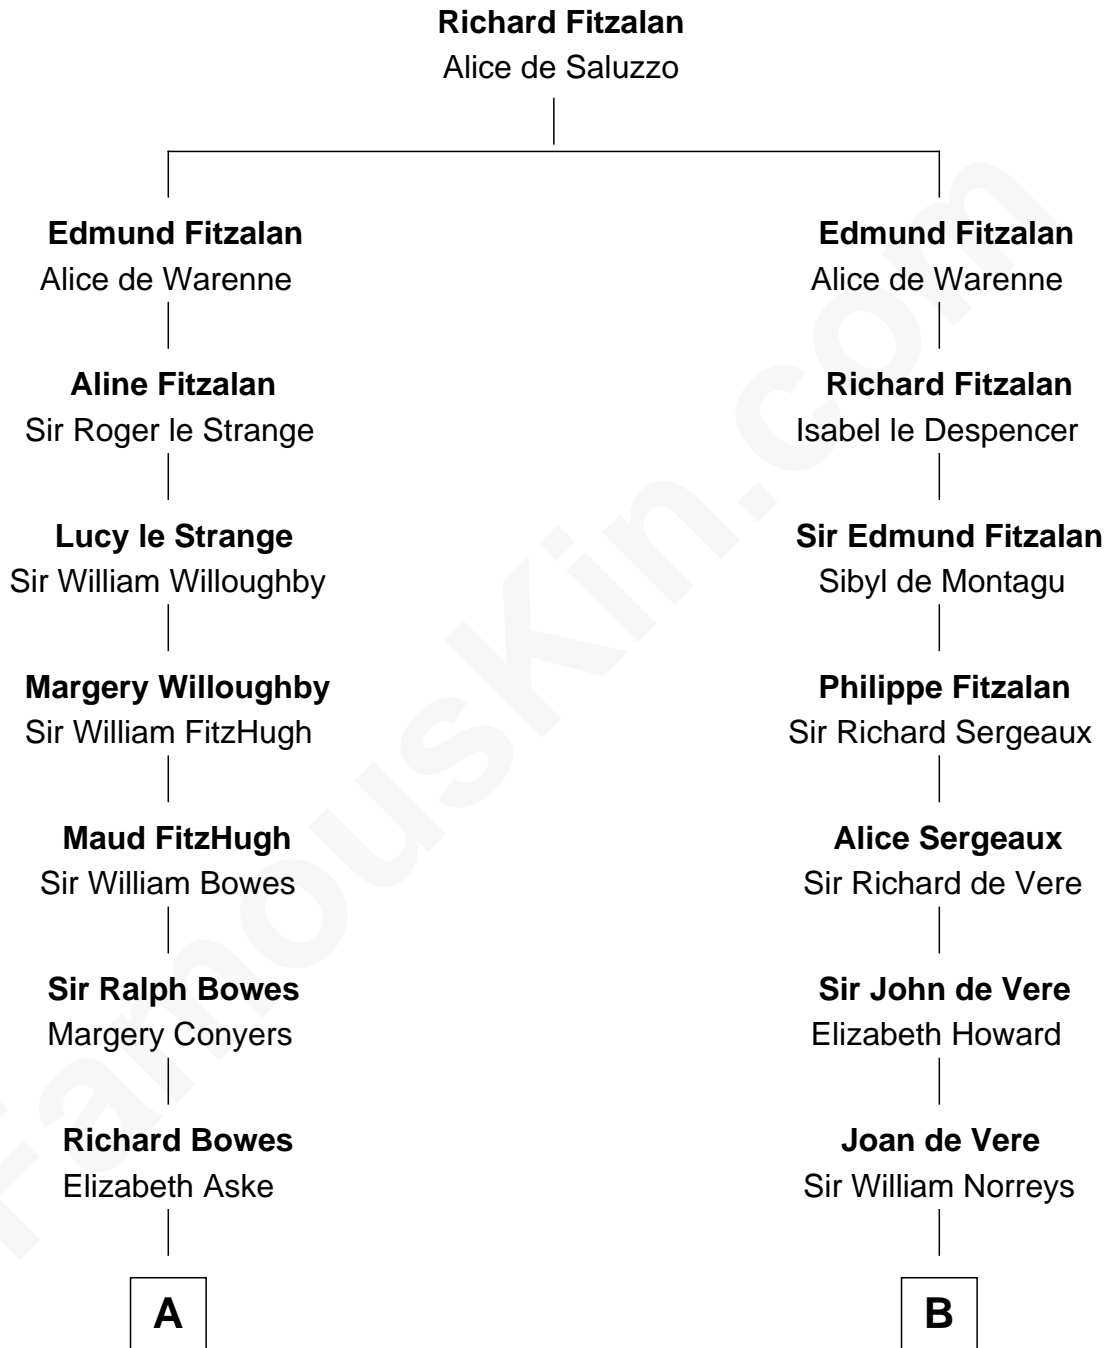 Richard Fitzalan
Alice de Saluzzo
Edmund Fitzalan
Alice de Warenne
Edmund Fitzalan
Alice de Warenne
Aline Fitzalan
Sir Roger le Strange
Richard Fitzalan
Isabel le Despencer
Lucy le Strange
Sir William Willoughby
Sir Edmund Fitzalan
Sibyl de Montagu
Margery Willoughby
Sir William FitzHugh
Philippe Fitzalan
Sir Richard Sergeaux
Maud FitzHugh
Sir William Bowes
Alice Sergeaux
Sir Richard de Vere
Sir Ralph Bowes
Margery Conyers
Sir John de Vere
Elizabeth Howard
Richard Bowes
Elizabeth Aske
Joan de Vere
Sir William Norreys
A
B
FamousKin.com